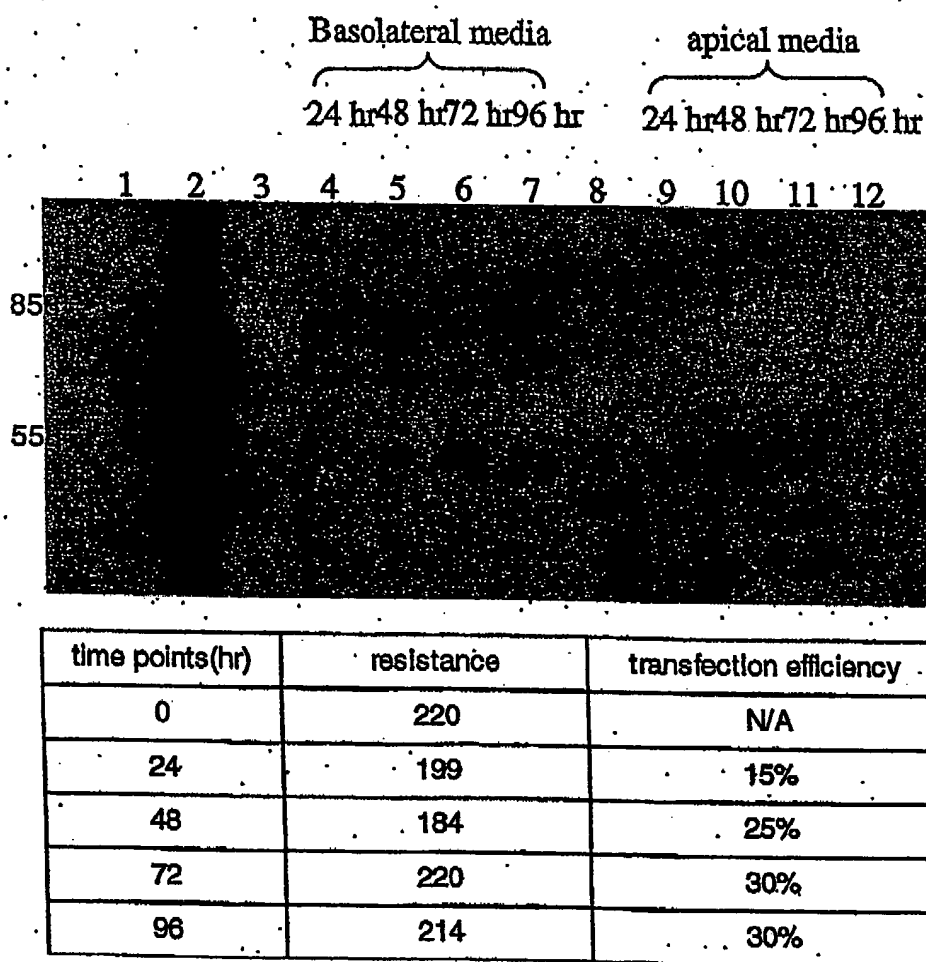 Basolateral media apical media
24 hr48 hr72 hr96 hr 24 hr48 hr72 hr96 hr
1 2 3 4 5 6 7 8 9 10 11 12
85
55
time points(hr) resistance transfection efficiency
0 220 N/A
24 199 15%
48 184 25%
72 220 30%
96 214 30%